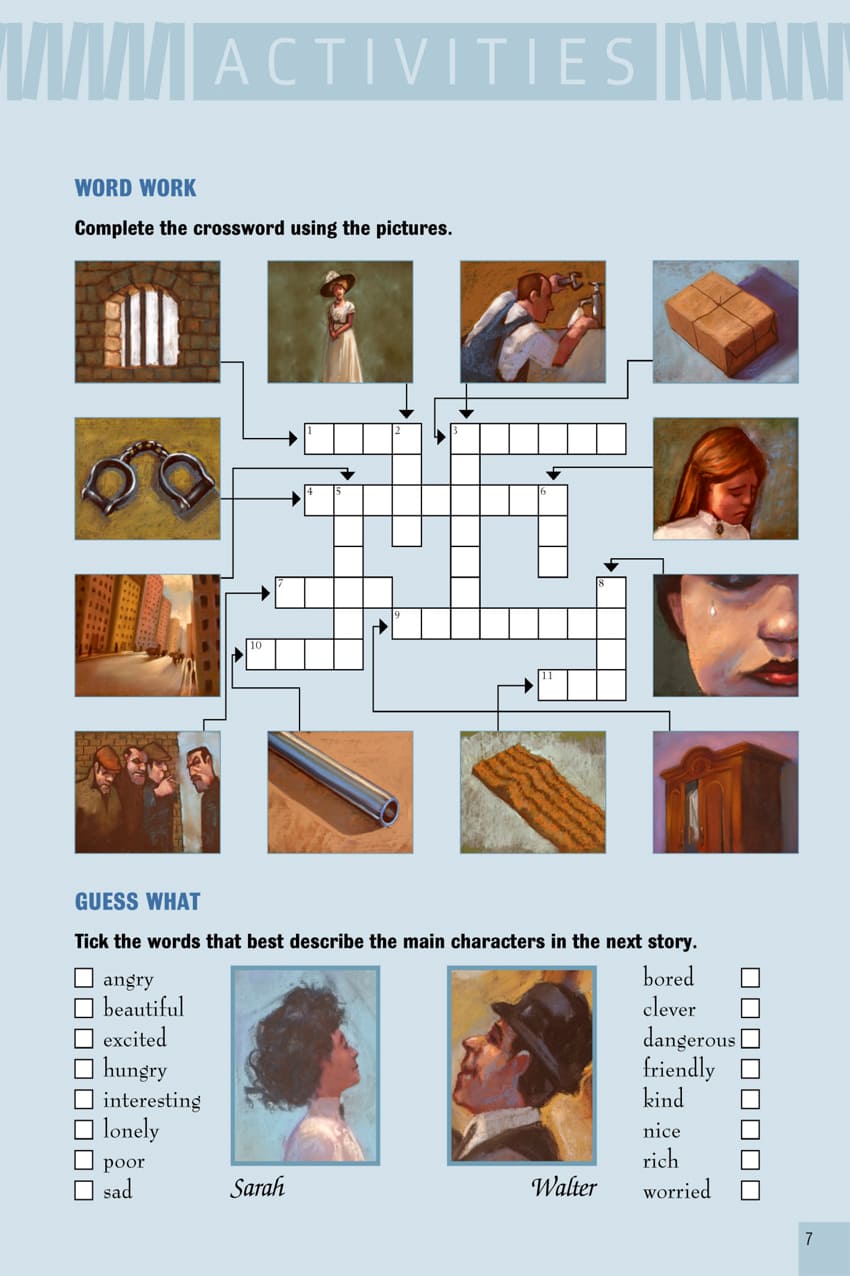 ACTIVITIES
WORD WORK
Complete the crossword using the pictures.
1
2
3
4
5
6
7
8
9
10
11
GUESS WHAT
Tick the words that best describe the main characters in the next story.
angry
beautiful
excited
hungry
interesting
lonely
poor
sad
Sarah
Walter
bored
clever
dangerous
friendly
kind
nice
rich
worried
7